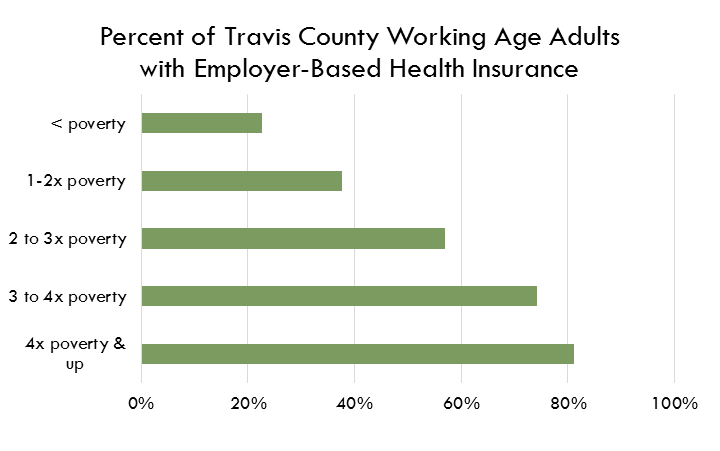 Percent of Travis County Working Age Adults
with Employer-Based Health Insurance
< poverty
1-2x poverty
2 to 3x poverty
3 to 4x poverty
4x poverty &
up
0% 20% 40% 60% 80% 100%